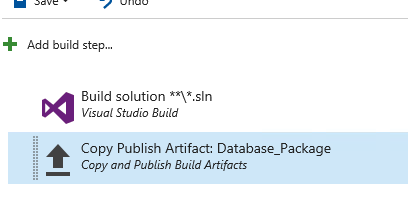 Save
Undo
Add build step...
Build solution **\*.sln
Visual Studio Build
Copy Publish Artifact: Database_Package
Copy and Publish Build Artifacts